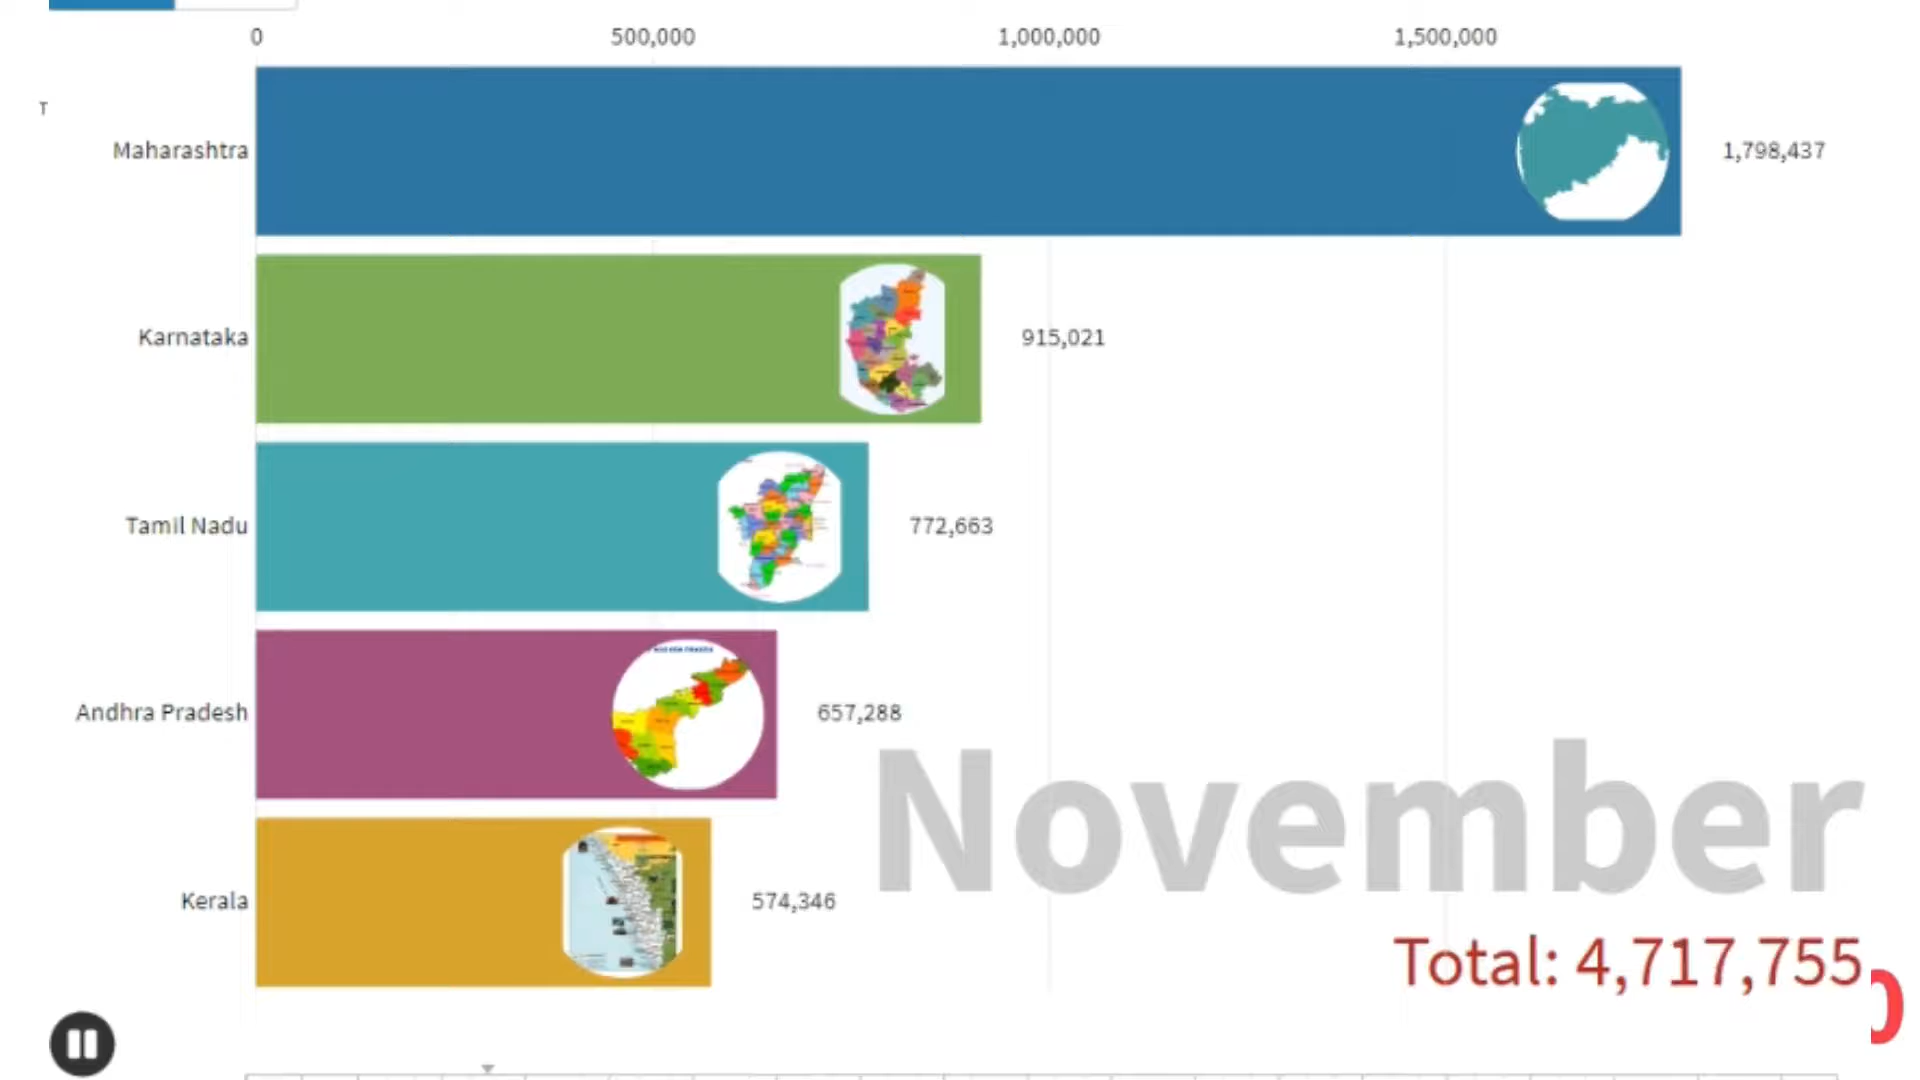 0 500,000 1,000,000 1,500,000
T
Maharashtra 1,798,437
Karnataka 915,021
Tamil Nadu 772,663
Andhra Pradesh 657,288
November
Kerala 574,346
Total: 4,717,755